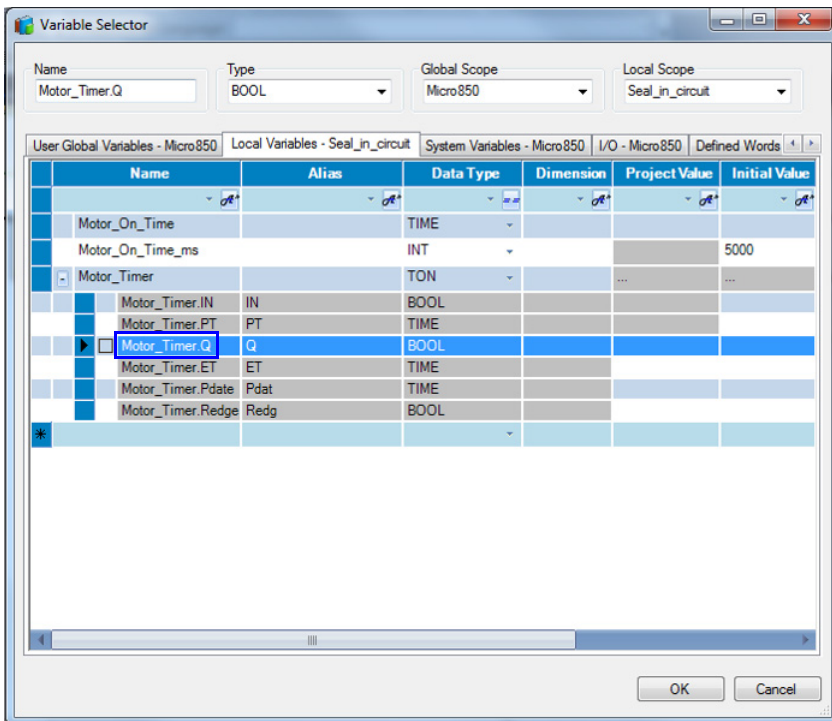 Variable Selector
Name Type Global Scope Local Scope
Motor_Timer.Q BOOL Micro850 Seal_in_circuit
User Global Variables - Micro850 Local Variables - Seal_in_circuit System Variables - Micro850 I/O - Micro850 Defined Words
Name Alias Data Type Dimension Project Value Initial Value
Motor_On_Time TIME
Motor_On_Time_ms INT 5000
Motor_Timer TON ... ...
Motor_Timer.IN IN BOOL
Motor_Timer.PT PT TIME
Motor_Timer.Q Q BOOL
Motor_Timer.ET ET TIME
Motor_Timer.Pdate Pdat TIME
Motor_Timer.Redge Redg BOOL
OK Cancel